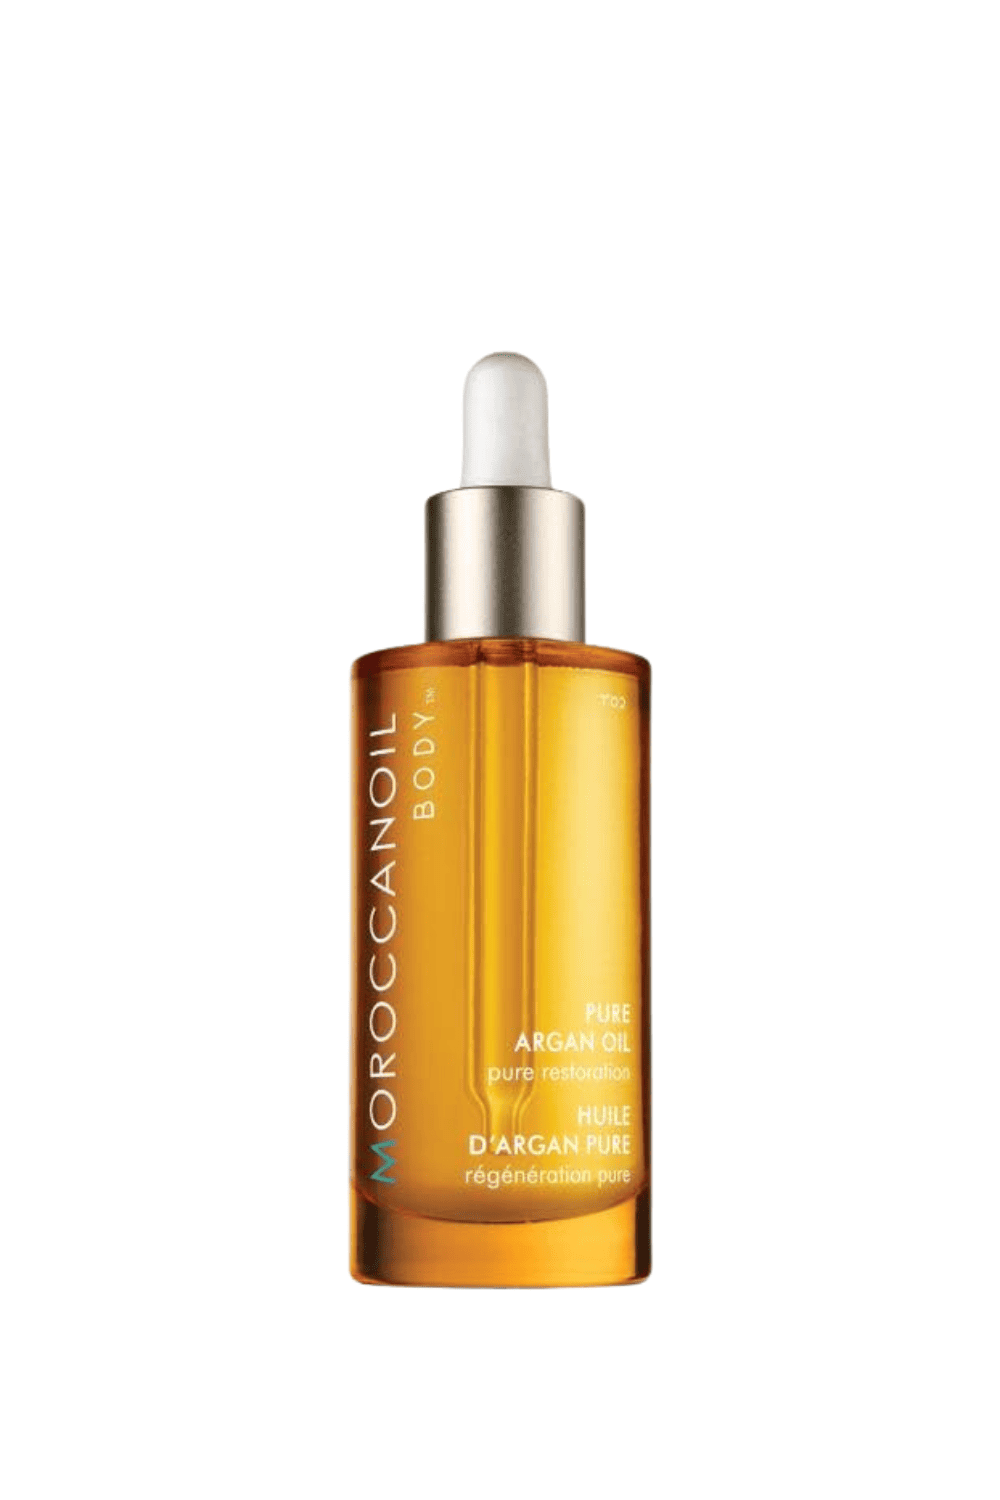 MOROCCANOIL
BODY™
PURE
ARGAN OIL
pure restoration
HUILE
D'ARGAN PURE
régénération pure